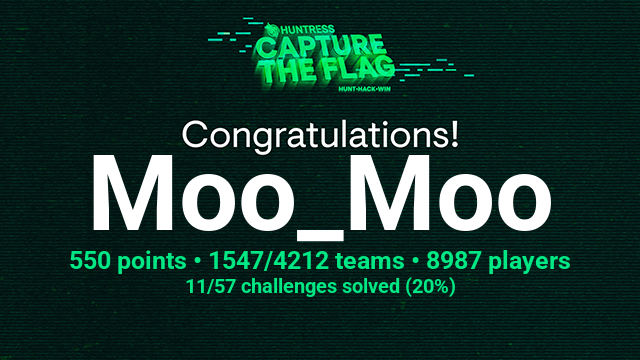 HUNTRESS
CAPTURE
THE FLAG
HUNT•HACK•WIN
Congratulations!
Moo_Moo
550 points • 1547/4212 teams • 8987 players
11/57 challenges solved (20%)